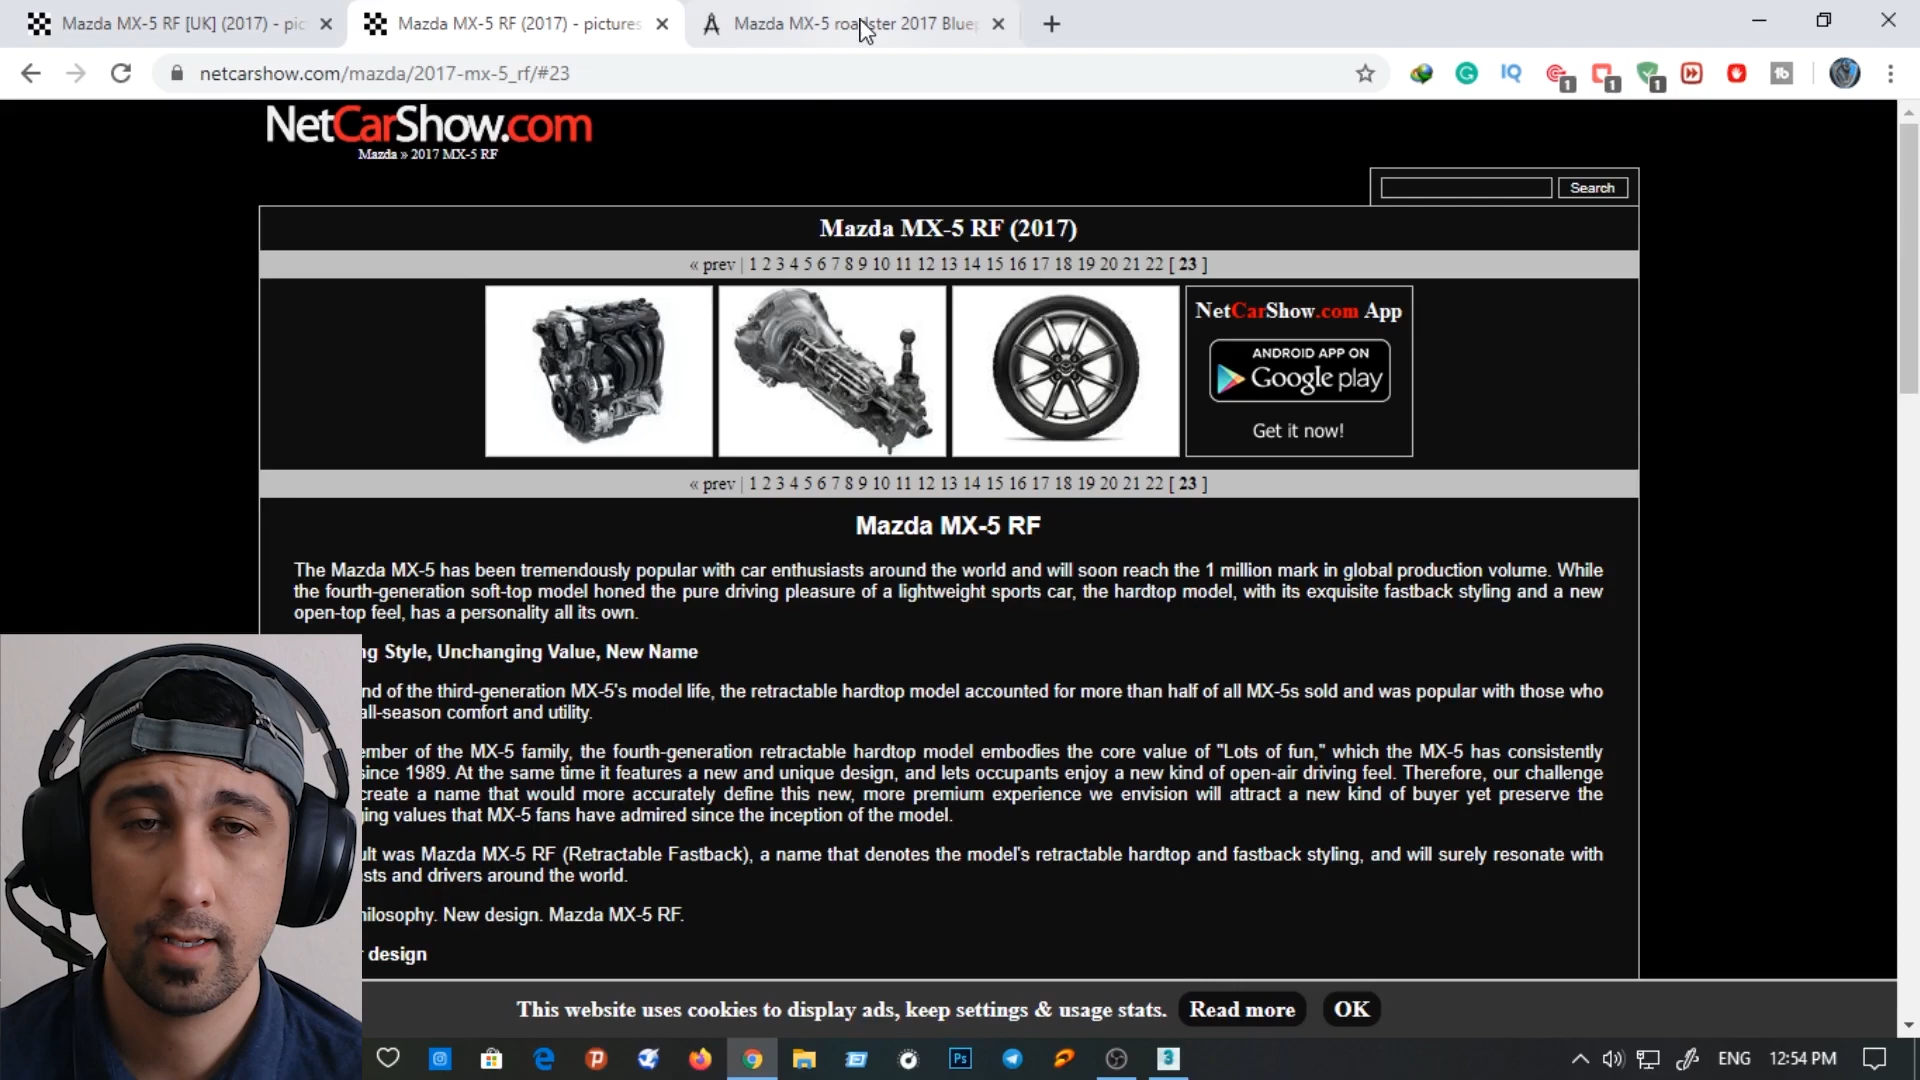 Mazda MX-5 RF [UK] (2017) - pic
Mazda MX-5 RF (2017) - pictures
Mazda MX-5 roadster 2017 Bluep
netcarshow.com/mazda/2017-mx-5_rf/#23
NetCarShow.com
Mazda » 2017 MX-5 RF
Search
Mazda MX-5 RF (2017)
« prev | 1 2 3 4 5 6 7 8 9 10 11 12 13 14 15 16 17 18 19 20 21 22 [ 23 ]
NetCarShow.com App
ANDROID APP ON
Google play
Get it now!
« prev | 1 2 3 4 5 6 7 8 9 10 11 12 13 14 15 16 17 18 19 20 21 22 [ 23 ]
Mazda MX-5 RF
The Mazda MX-5 has been tremendously popular with car enthusiasts around the world and will soon reach the 1 million mark in global production volume. While
the fourth-generation soft-top model honed the pure driving pleasure of a lightweight sports car, the hardtop model, with its exquisite fastback styling and a new
open-top feel, has a personality all its own.
ng Style, Unchanging Value, New Name
nd of the third-generation MX-5's model life, the retractable hardtop model accounted for more than half of all MX-5s sold and was popular with those who
all-season comfort and utility.
ember of the MX-5 family, the fourth-generation retractable hardtop model embodies the core value of "Lots of fun," which the MX-5 has consistently
since 1989. At the same time it features a new and unique design, and lets occupants enjoy a new kind of open-air driving feel. Therefore, our challenge
create a name that would more accurately define this new, more premium experience we envision will attract a new kind of buyer yet preserve the
ging values that MX-5 fans have admired since the inception of the model.
ult was Mazda MX-5 RF (Retractable Fastback), a name that denotes the model's retractable hardtop and fastback styling, and will surely resonate with
sts and drivers around the world.
hilosophy. New design. Mazda MX-5 RF.
r design
This website uses cookies to display ads, keep settings & usage stats. Read more OK
ENG 12:54 PM